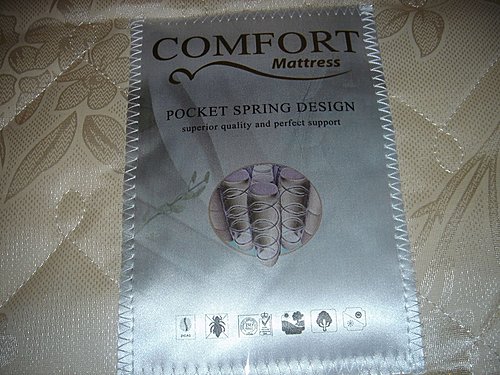 COMFORT
Mattress
POCKET SPRING DESIGN
superior quality and perfect support